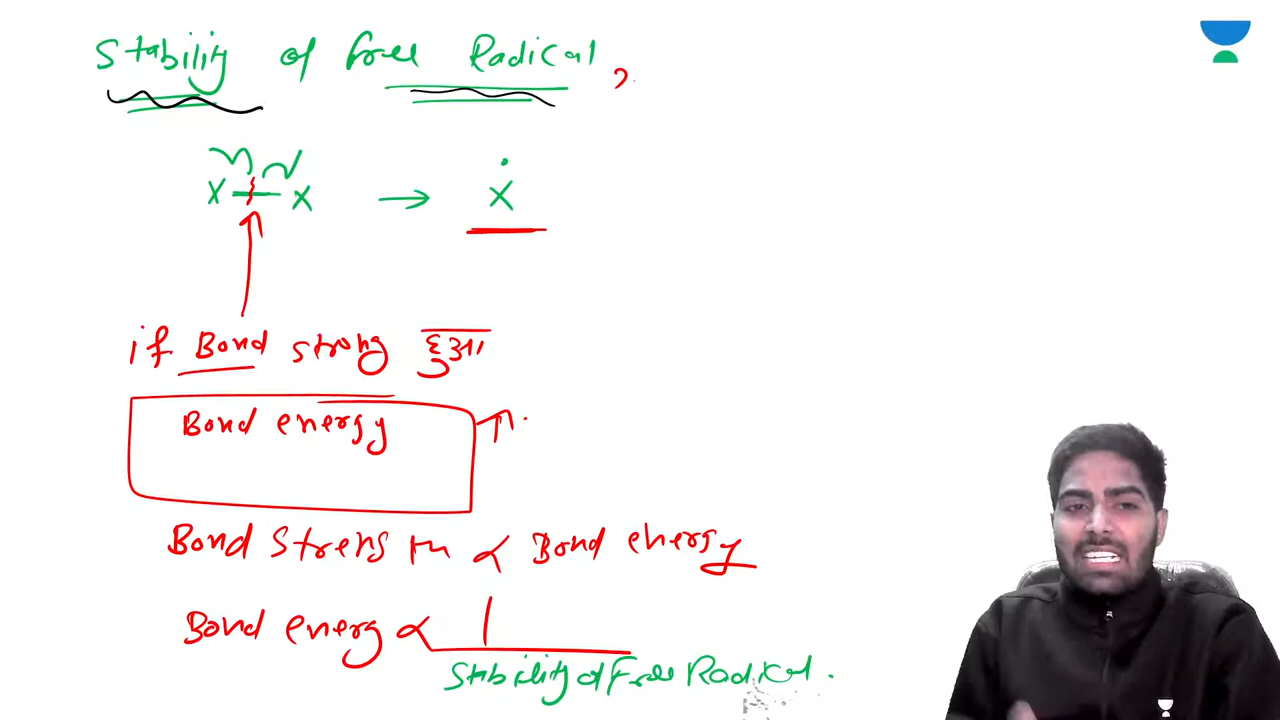 Stability of free Radical ?
X — X → Ẋ
if Bond strong
Bond energy ↑
Bond Strength ∝ Bond energy
Bond energy ∝ 1
Stability of Free Radical.